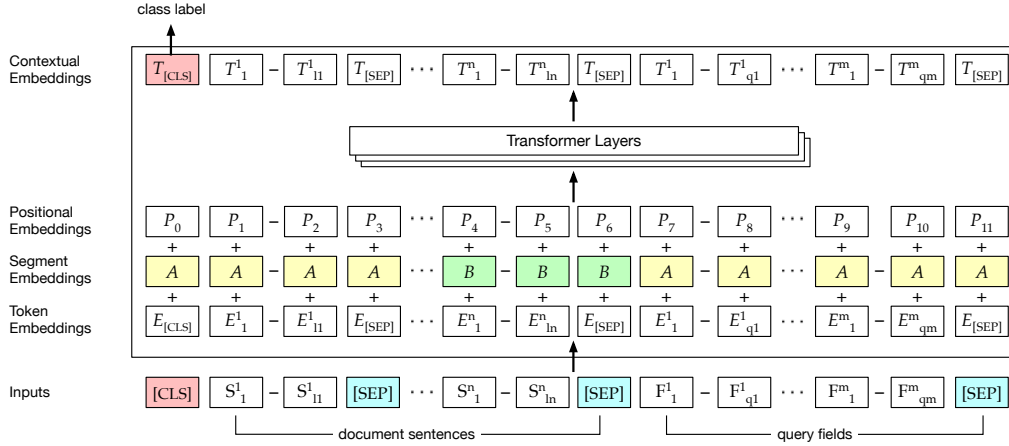 class label
Contextual Embeddings T[CLS] T¹₁ – T¹l1 T[SEP] ··· Tⁿ₁ – Tⁿln T[SEP] T¹₁ – T¹q1 ··· Tᵐ₁ – Tᵐqm T[SEP]
Transformer Layers
Positional Embeddings P₀ P₁ – P₂ P₃ ··· P₄ – P₅ P₆ P₇ – P₈ ··· P₉ – P₁₀ P₁₁
+ + + + + + + + + + + +
Segment Embeddings A A – A A ··· B – B B A – A ··· A – A A
+ + + + + + + + + + + +
Token Embeddings E[CLS] E¹₁ – E¹l1 E[SEP] ··· Eⁿ₁ – Eⁿln E[SEP] E¹₁ – E¹q1 ··· Eᵐ₁ – Eᵐqm E[SEP]
Inputs [CLS] S¹₁ – S¹l1 [SEP] ··· Sⁿ₁ – Sⁿln [SEP] F¹₁ – F¹q1 ··· Fᵐ₁ – Fᵐqm [SEP]
document sentences query fields